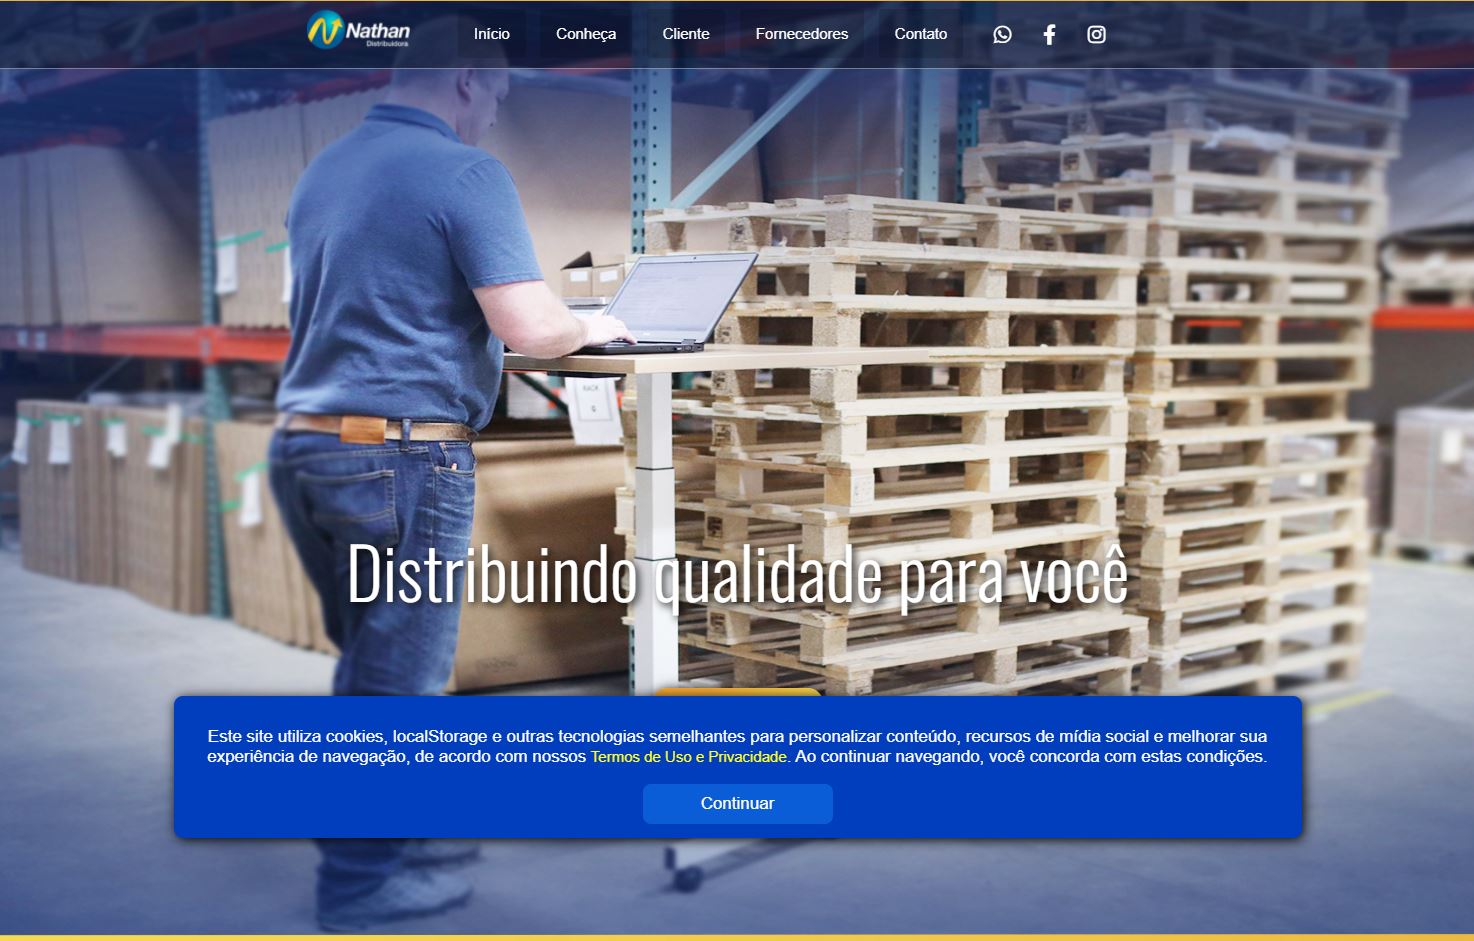 Nathan
Distribuidora
Início
Conheça
Cliente
Fornecedores
Contato
RACK
G
Distribuindo qualidade para você
Este site utiliza cookies, localStorage e outras tecnologias semelhantes para personalizar conteúdo, recursos de mídia social e melhorar sua
experiência de navegação, de acordo com nossos Termos de Uso e Privacidade. Ao continuar navegando, você concorda com estas condições.
Continuar